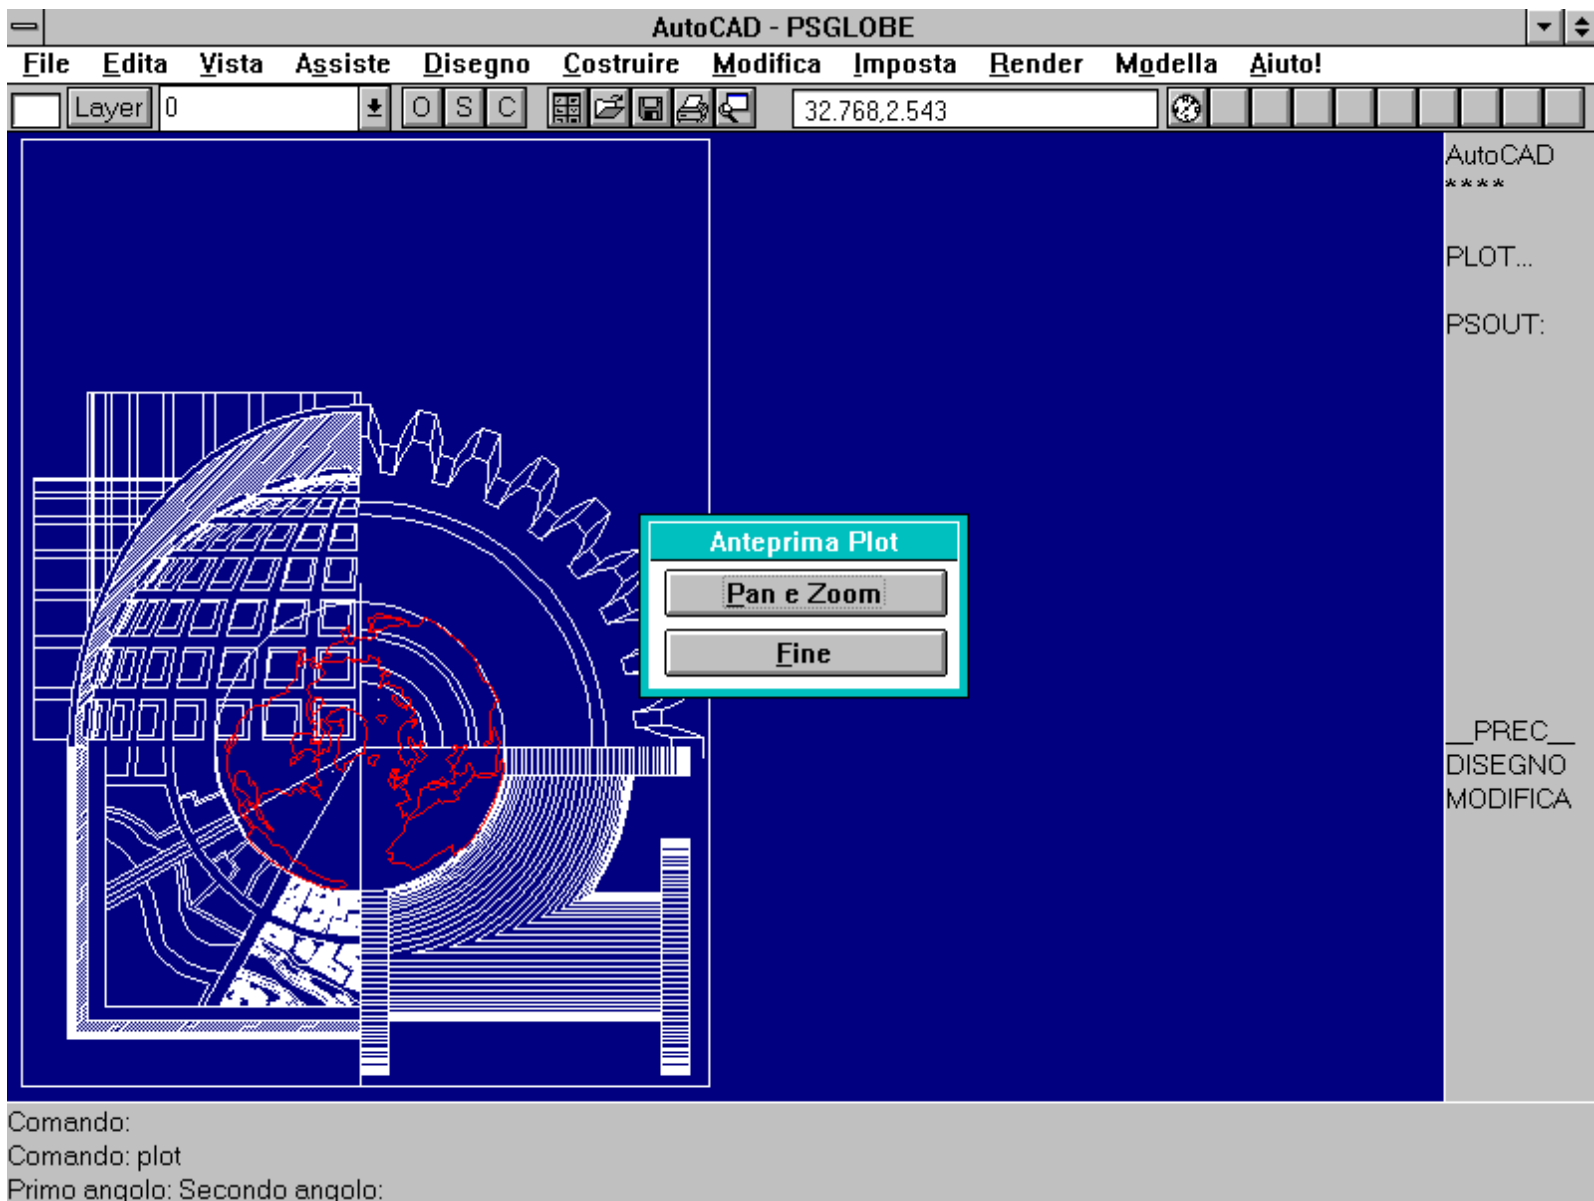 AutoCAD - PSGLOBE
File Edita Vista Assiste Disegno Costruire Modifica Imposta Render Modella Aiuto!
Layer 0 O S C 32.768,2.543
AutoCAD
****
PLOT...
PSOUT:
Anteprima Plot
Pan e Zoom
Fine
__PREC__
DISEGNO
MODIFICA
Comando:
Comando: plot
Primo angolo: Secondo angolo: